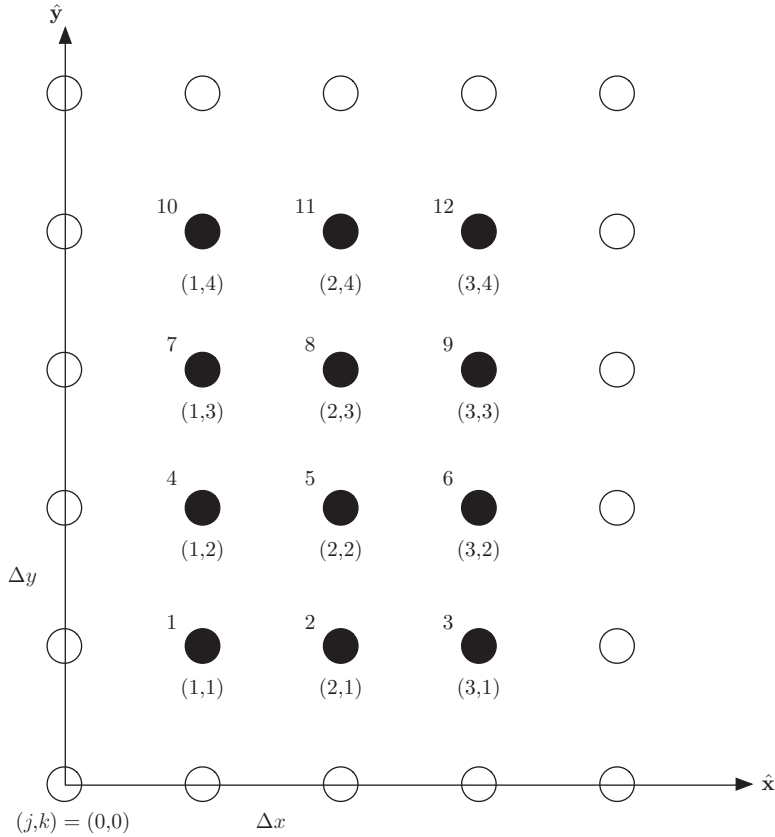 ŷ
10 11 12
(1,4) (2,4) (3,4)
7 8 9
(1,3) (2,3) (3,3)
4 5 6
(1,2) (2,2) (3,2)
Δy
1 2 3
(1,1) (2,1) (3,1)
x̂
(j,k) = (0,0) Δx